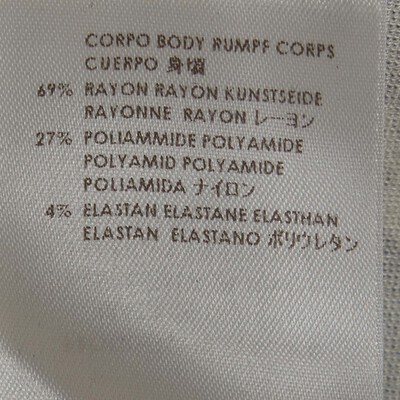 CORPO BODY RUMPF CORPS
CUERPO 身頃
69% RAYON RAYON KUNSTSEIDE
RAYONNE RAYON レーヨン
27% POLIAMMIDE POLYAMIDE
POLYAMID POLYAMIDE
POLIAMIDA ナイロン
4% ELASTAN ELASTANE ELASTHAN
ELASTAN ELASTANO ポリウレタン